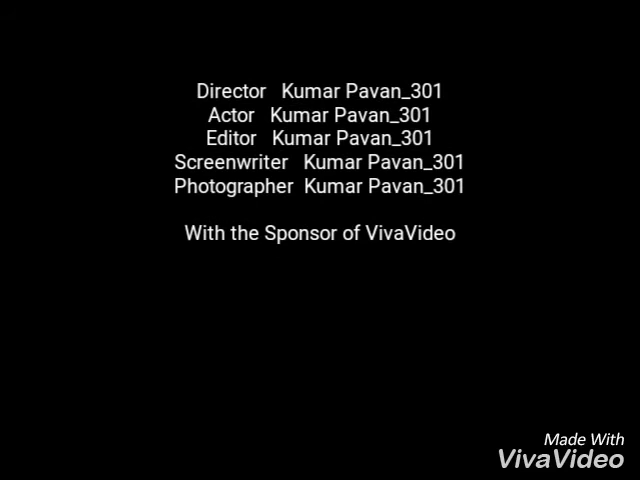 Director Kumar Pavan_301
Actor Kumar Pavan_301
Editor Kumar Pavan_301
Screenwriter Kumar Pavan_301
Photographer Kumar Pavan_301
With the Sponsor of VivaVideo
Made With
VivaVideo